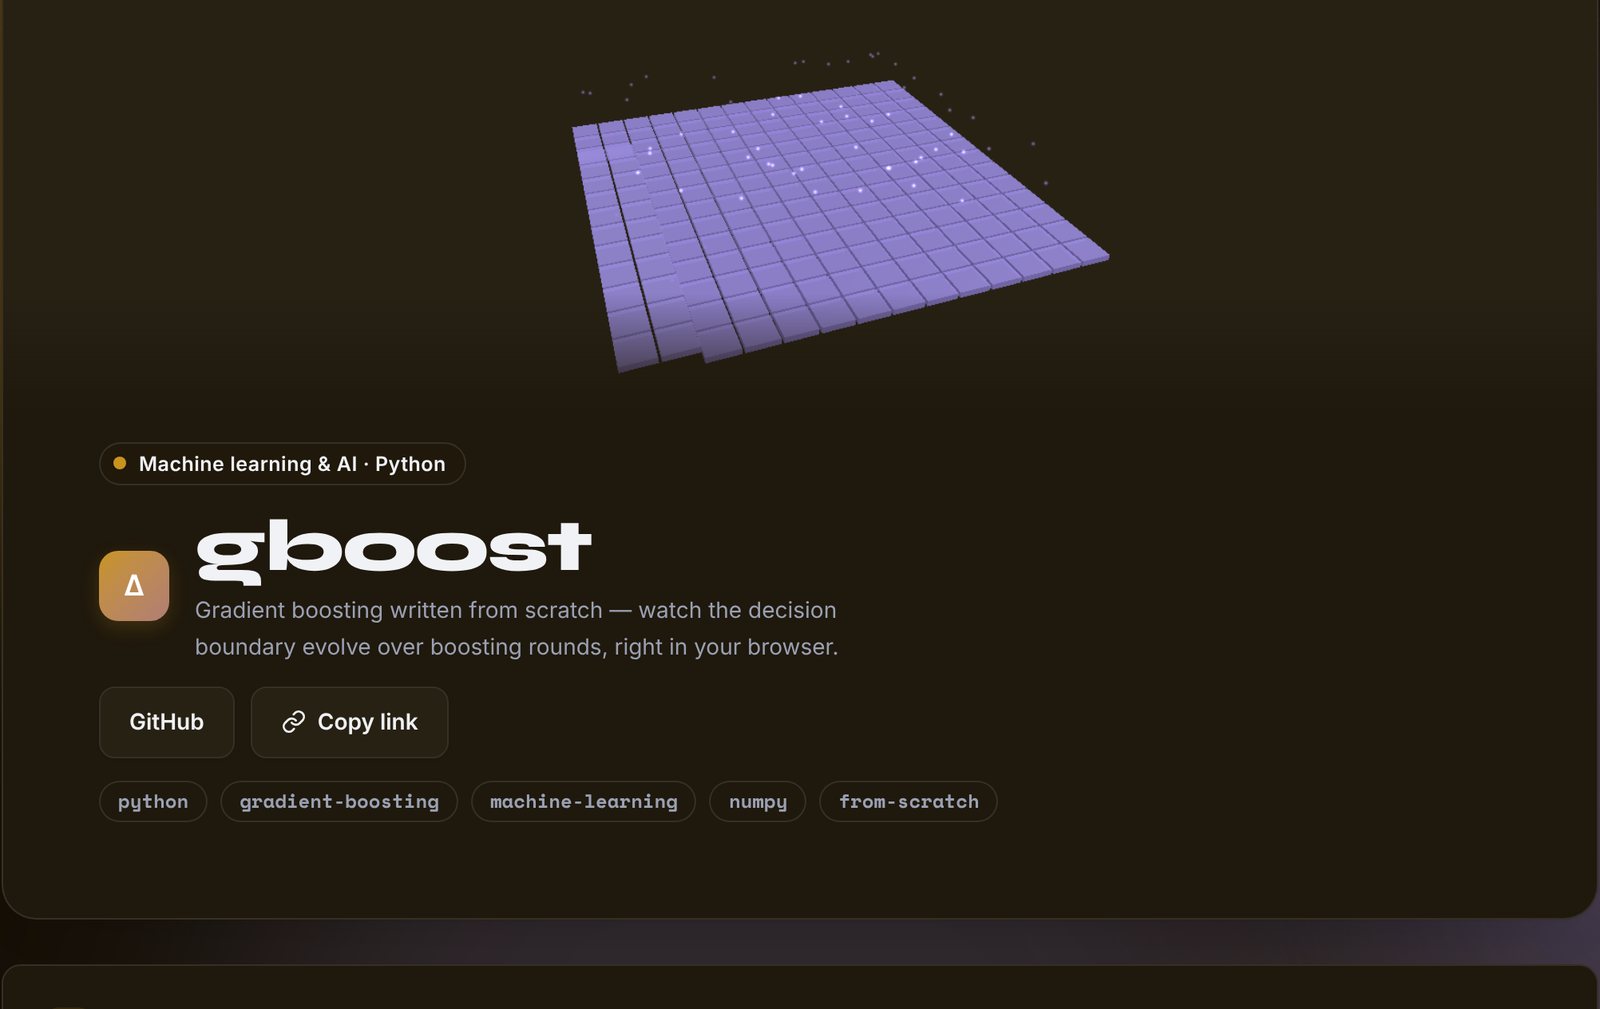 Machine learning & AI · Python
gboost
Δ
Gradient boosting written from scratch — watch the decision
boundary evolve over boosting rounds, right in your browser.
GitHub
Copy link
python
gradient-boosting
machine-learning
numpy
from-scratch